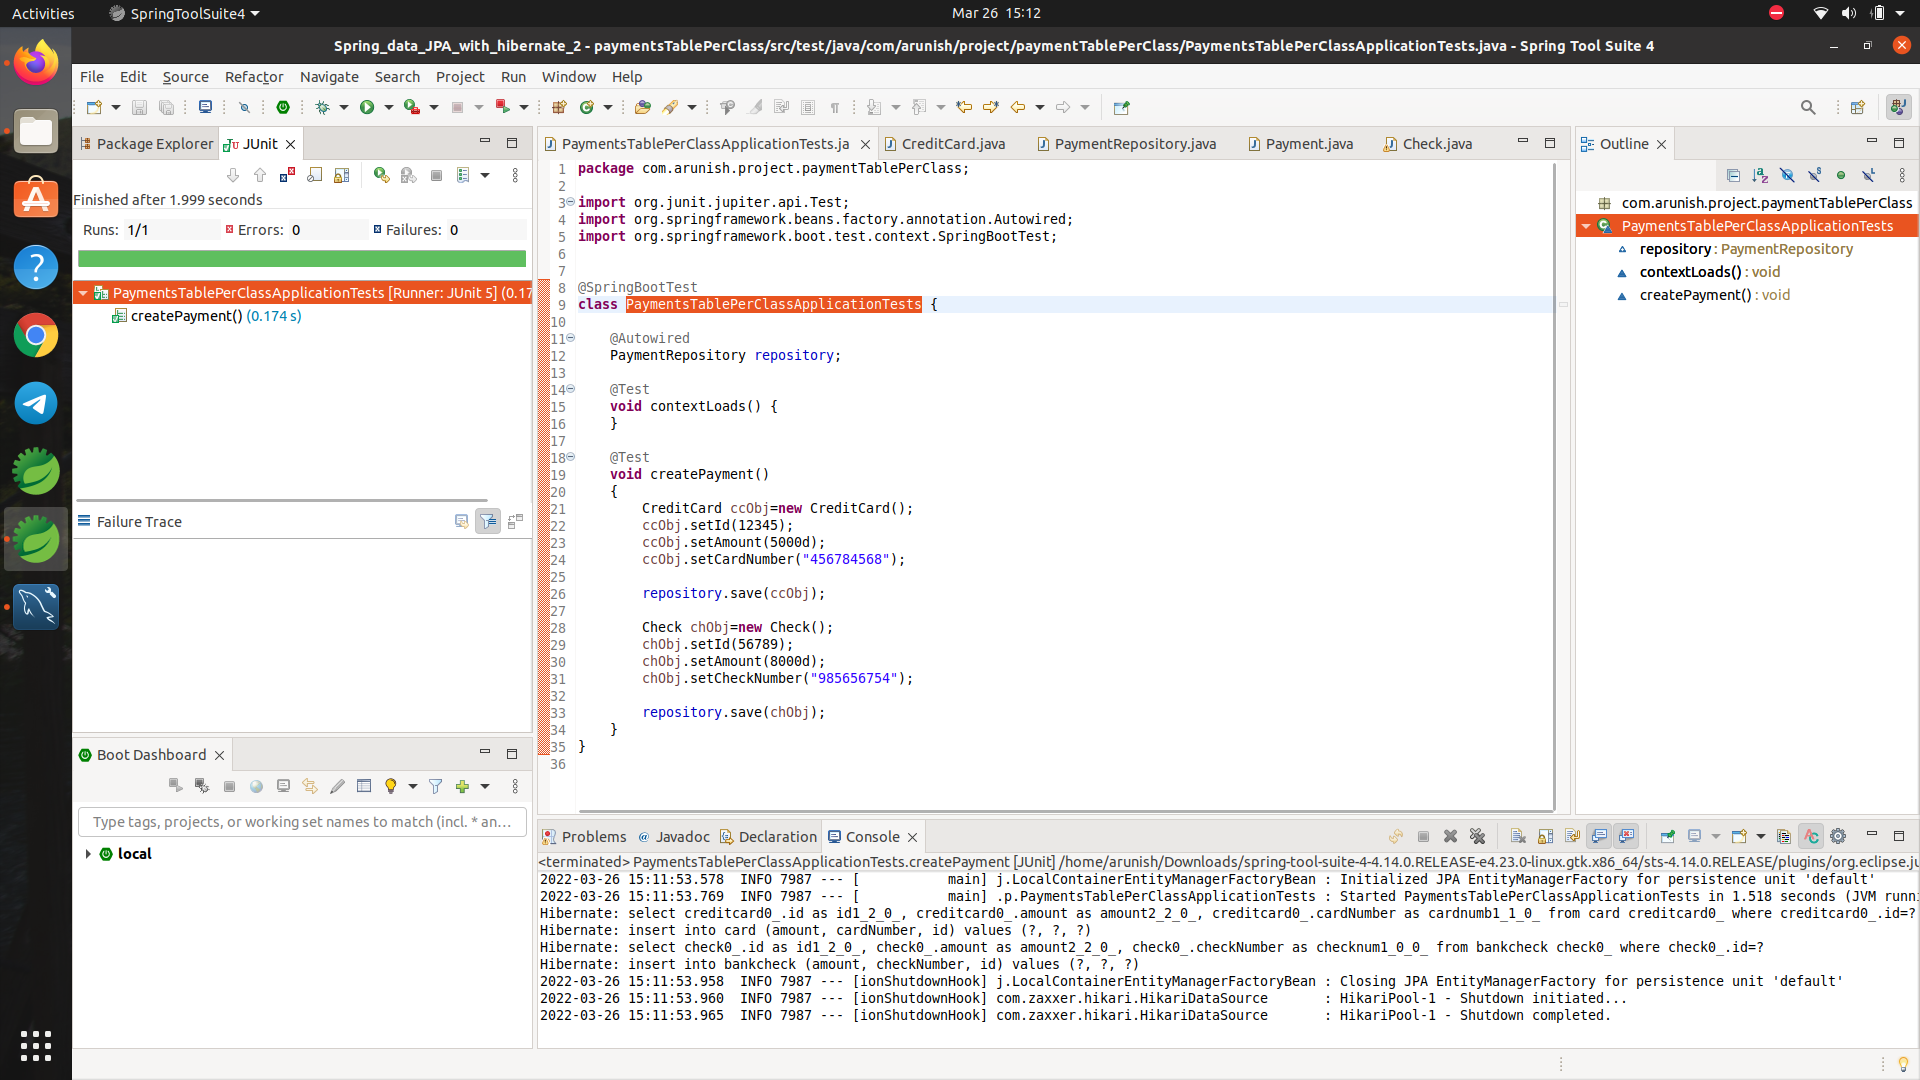 Activities
SpringToolSuite4
Mar 26 15:12
Spring_data_JPA_with_hibernate_2 - paymentsTablePerClass/src/test/java/com/arunish/project/paymentTablePerClass/PaymentsTablePerClassApplicationTests.java - Spring Tool Suite 4
File Edit Source Refactor Navigate Search Project Run Window Help
Package Explorer
JUnit
Finished after 1.999 seconds
Runs: 1/1 Errors: 0 Failures: 0
PaymentsTablePerClassApplicationTests [Runner: JUnit 5] (0.17
createPayment() (0.174 s)
Failure Trace
Boot Dashboard
Type tags, projects, or working set names to match (incl. * an...
local
PaymentsTablePerClassApplicationTests.ja
CreditCard.java
PaymentRepository.java
Payment.java
Check.java
1 package com.arunish.project.paymentTablePerClass;
2
3 import org.junit.jupiter.api.Test;
4 import org.springframework.beans.factory.annotation.Autowired;
5 import org.springframework.boot.test.context.SpringBootTest;
6
7
8 @SpringBootTest
9 class PaymentsTablePerClassApplicationTests {
10
11 @Autowired
12 PaymentRepository repository;
13
14 @Test
15 void contextLoads() {
16 }
17
18 @Test
19 void createPayment()
20 {
21 CreditCard ccObj=new CreditCard();
22 ccObj.setId(12345);
23 ccObj.setAmount(5000d);
24 ccObj.setCardNumber("456784568");
25
26 repository.save(ccObj);
27
28 Check chObj=new Check();
29 chObj.setId(56789);
30 chObj.setAmount(8000d);
31 chObj.setCheckNumber("985656754");
32
33 repository.save(chObj);
34 }
35 }
36
Outline
com.arunish.project.paymentTablePerClass
PaymentsTablePerClassApplicationTests
repository : PaymentRepository
contextLoads() : void
createPayment() : void
Problems @ Javadoc Declaration Console
<terminated> PaymentsTablePerClassApplicationTests.createPayment [JUnit] /home/arunish/Downloads/spring-tool-suite-4-4.14.0.RELEASE-e4.23.0-linux.gtk.x86_64/sts-4.14.0.RELEASE/plugins/org.eclipse.ju
2022-03-26 15:11:53.578 INFO 7987 --- [ main] j.LocalContainerEntityManagerFactoryBean : Initialized JPA EntityManagerFactory for persistence unit 'default'
2022-03-26 15:11:53.769 INFO 7987 --- [ main] .p.PaymentsTablePerClassApplicationTests : Started PaymentsTablePerClassApplicationTests in 1.518 seconds (JVM runni
Hibernate: select creditcard0_.id as id1_2_0_, creditcard0_.amount as amount2_2_0_, creditcard0_.cardNumber as cardnumb1_1_0_ from card creditcard0_ where creditcard0_.id=?
Hibernate: insert into card (amount, cardNumber, id) values (?, ?, ?)
Hibernate: select check0_.id as id1_2_0_, check0_.amount as amount2_2_0_, check0_.checkNumber as checknum1_0_0_ from bankcheck check0_ where check0_.id=?
Hibernate: insert into bankcheck (amount, checkNumber, id) values (?, ?, ?)
2022-03-26 15:11:53.958 INFO 7987 --- [ionShutdownHook] j.LocalContainerEntityManagerFactoryBean : Closing JPA EntityManagerFactory for persistence unit 'default'
2022-03-26 15:11:53.960 INFO 7987 --- [ionShutdownHook] com.zaxxer.hikari.HikariDataSource : HikariPool-1 - Shutdown initiated...
2022-03-26 15:11:53.965 INFO 7987 --- [ionShutdownHook] com.zaxxer.hikari.HikariDataSource : HikariPool-1 - Shutdown completed.